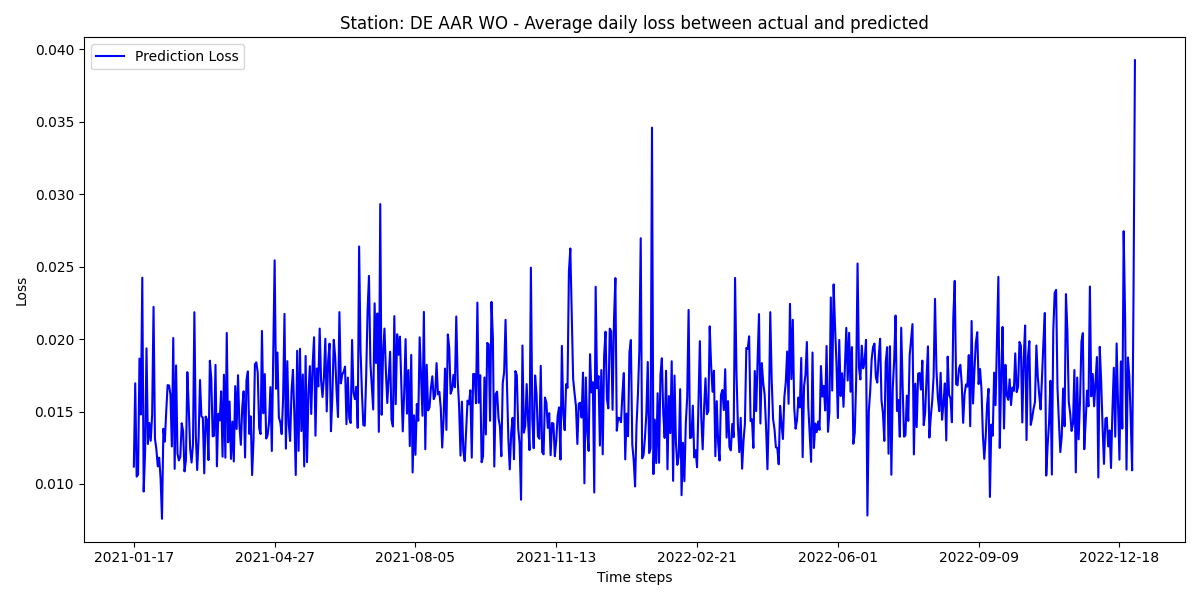 Station: DE AAR WO - Average daily loss between actual and predicted
Prediction Loss
0.040
0.035
0.030
0.025
0.020
0.015
0.010
Loss
2021-01-17 2021-04-27 2021-08-05 2021-11-13 2022-02-21 2022-06-01 2022-09-09 2022-12-18
Time steps